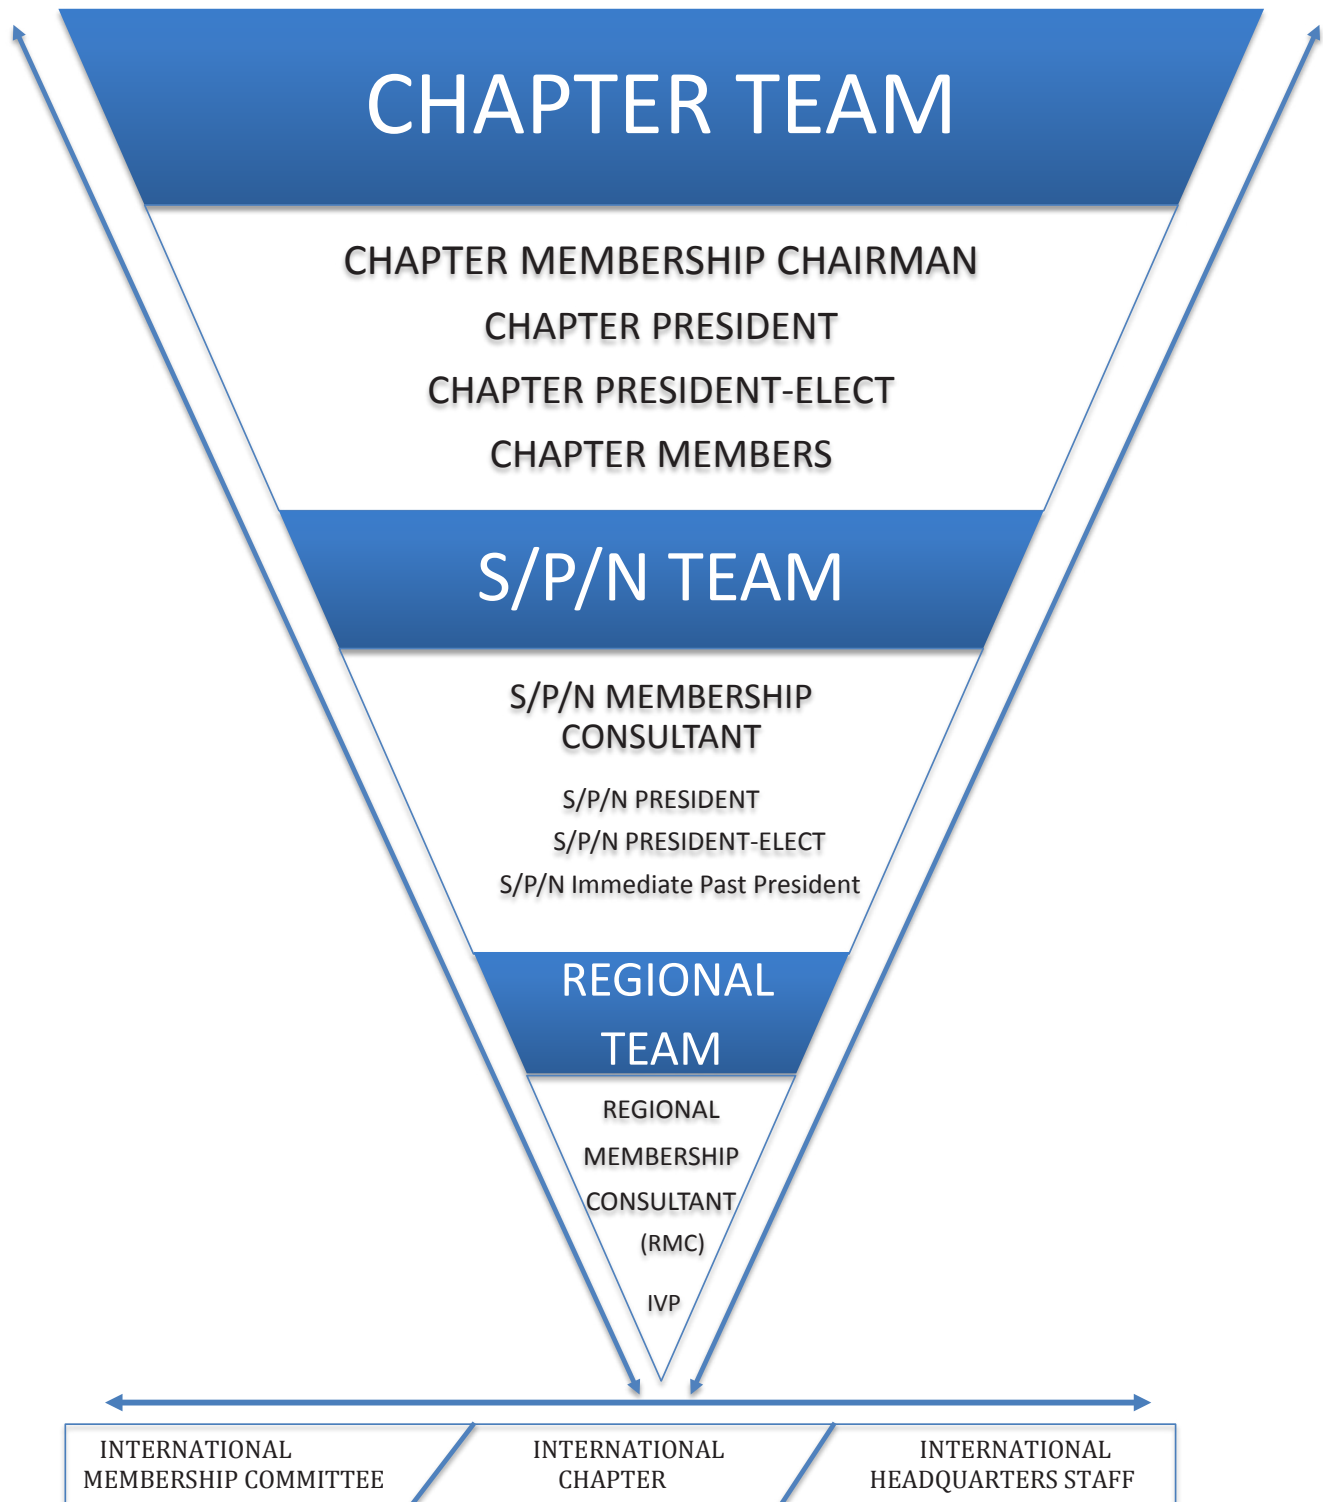 CHAPTER TEAM
CHAPTER MEMBERSHIP CHAIRMAN
CHAPTER PRESIDENT
CHAPTER PRESIDENT-ELECT
CHAPTER MEMBERS
S/P/N TEAM
S/P/N MEMBERSHIP
CONSULTANT
S/P/N PRESIDENT
S/P/N PRESIDENT-ELECT
S/P/N Immediate Past President
REGIONAL
TEAM
REGIONAL
MEMBERSHIP
CONSULTANT
(RMC)
IVP
INTERNATIONAL
MEMBERSHIP COMMITTEE
INTERNATIONAL
CHAPTER
INTERNATIONAL
HEADQUARTERS STAFF